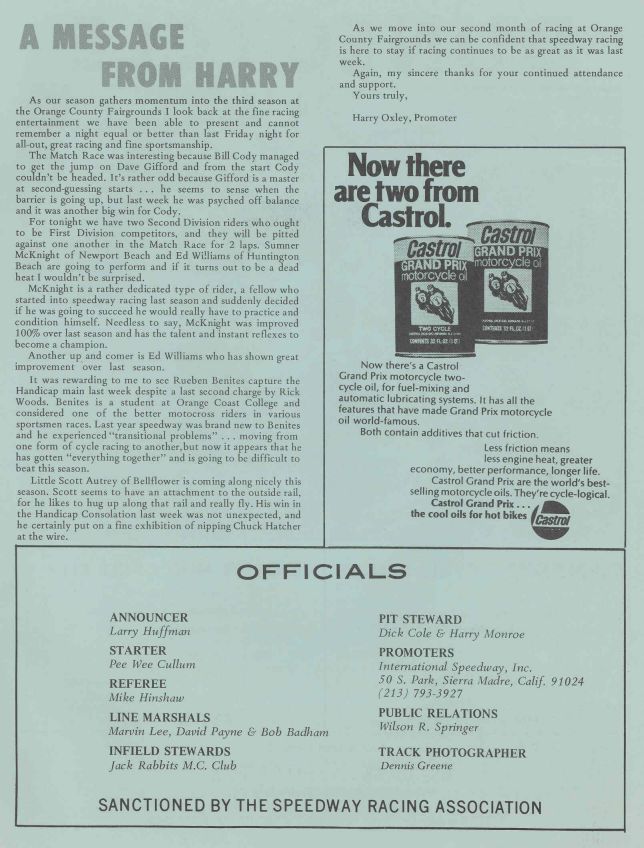 A MESSAGE
FROM HARRY
As our season gathers momentum into the third season at
the Orange County Fairgrounds I look back at the fine racing
entertainment we have been able to present and cannot
remember a night equal or better than last Friday night for
all-out, great racing and fine sportsmanship.
The Match Race was interesting because Bill Cody managed
to get the jump on Dave Gifford and from the start Cody
couldn't be headed. It's rather odd because Gifford is a master
at second-guessing starts ... he seems to sense when the
barrier is going up, but last week he was psyched off balance
and it was another big win for Cody.
For tonight we have two Second Division riders who ought
to be First Division competitors, and they will be pitted
against one another in the Match Race for 2 laps. Sumner
McKnight of Newport Beach and Ed Williams of Huntington
Beach are going to perform and if it turns out to be a dead
heat I wouldn't be surprised.
McKnight is a rather dedicated type of rider, a fellow who
started into speedway racing last season and suddenly decided
if he was going to succeed he would really have to practice and
condition himself. Needless to say, McKnight was improved
100% over last season and has the talent and instant reflexes to
become a champion.
Another up and comer is Ed Williams who has shown great
improvement over last season.
It was rewarding to me to see Rueben Benites capture the
Handicap main last week despite a last second charge by Rick
Woods. Benites is a student at Orange Coast College and
considered one of the better motocross riders in various
sportsmen races. Last year speedway was brand new to Benites
and he experienced "transitional problems" ... moving from
one form of cycle racing to another,but now it appears that he
has gotten "everything together" and is going to be difficult to
beat this season.
Little Scott Autrey of Bellflower is coming along nicely this
season. Scott seems to have an attachment to the outside rail,
for he likes to hug up along that rail and really fly. His win in
the Handicap Consolation last week was not unexpected, and
he certainly put on a fine exhibition of nipping Chuck Hatcher
at the wire.
As we move into our second month of racing at Orange
County Fairgrounds we can be confident that speedway racing
is here to stay if racing continues to be as great as it was last
week.
Again, my sincere thanks for your continued attendance
and support.
Yours truly,
Harry Oxley, Promoter
Now there
are two from
Castrol.
Castrol
GRAND PRIX
motorcycle oil
TWO CYCLE
CONTENTS 32 FL. OZ. (1 QT.)
Castrol
GRAND PRIX
motorcycle oil
CONTENTS 32 FL. OZ. (1 QT.)
Now there's a Castrol
Grand Prix motorcycle two-
cycle oil, for fuel-mixing and
automatic lubricating systems. It has all the
features that have made Grand Prix motorcycle
oil world-famous.
Both contain additives that cut friction.
Less friction means
less engine heat, greater
economy, better performance, longer life.
Castrol Grand Prix are the world's best-
selling motorcycle oils. They're cycle-logical.
Castrol Grand Prix ...
the cool oils for hot bikes
Castrol
OFFICIALS
ANNOUNCER
Larry Huffman
STARTER
Pee Wee Cullum
REFEREE
Mike Hinshaw
LINE MARSHALS
Marvin Lee, David Payne & Bob Badham
INFIELD STEWARDS
Jack Rabbits M.C. Club
PIT STEWARD
Dick Cole & Harry Monroe
PROMOTERS
International Speedway, Inc.
50 S. Park, Sierra Madre, Calif. 91024
(213) 793-3927
PUBLIC RELATIONS
Wilson R. Springer
TRACK PHOTOGRAPHER
Dennis Greene
SANCTIONED BY THE SPEEDWAY RACING ASSOCIATION